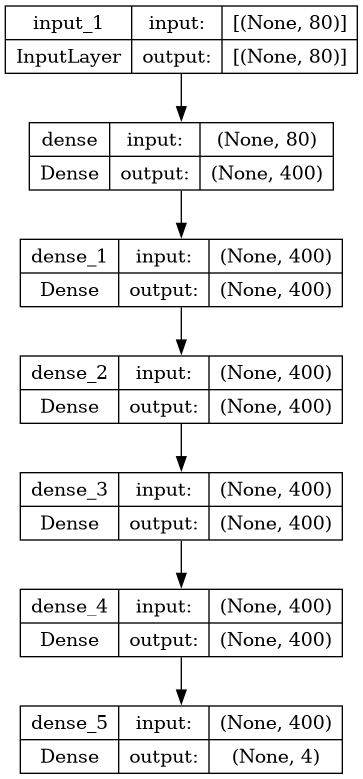 input_1 input: [(None, 80)]
InputLayer output: [(None, 80)]
dense input: (None, 80)
Dense output: (None, 400)
dense_1 input: (None, 400)
Dense output: (None, 400)
dense_2 input: (None, 400)
Dense output: (None, 400)
dense_3 input: (None, 400)
Dense output: (None, 400)
dense_4 input: (None, 400)
Dense output: (None, 400)
dense_5 input: (None, 400)
Dense output: (None, 4)